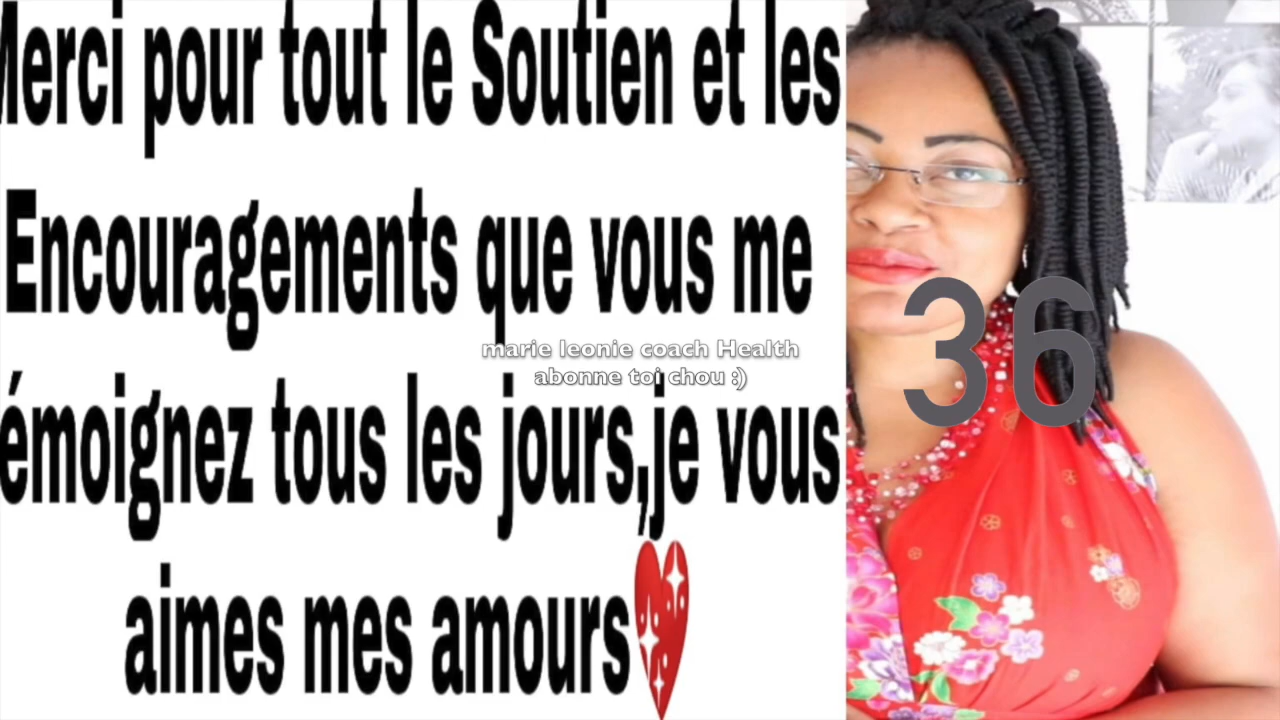 Merci pour tout le Soutien et les
Encouragements que vous me
marie leonie coach Health
abonne toi chou :)
émoignez tous les jours,je vous
aimes mes amours
36